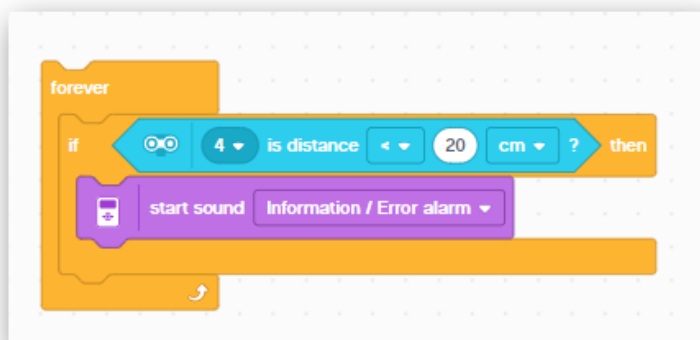 forever
if 4 is distance < 20 cm ? then
start sound Information / Error alarm